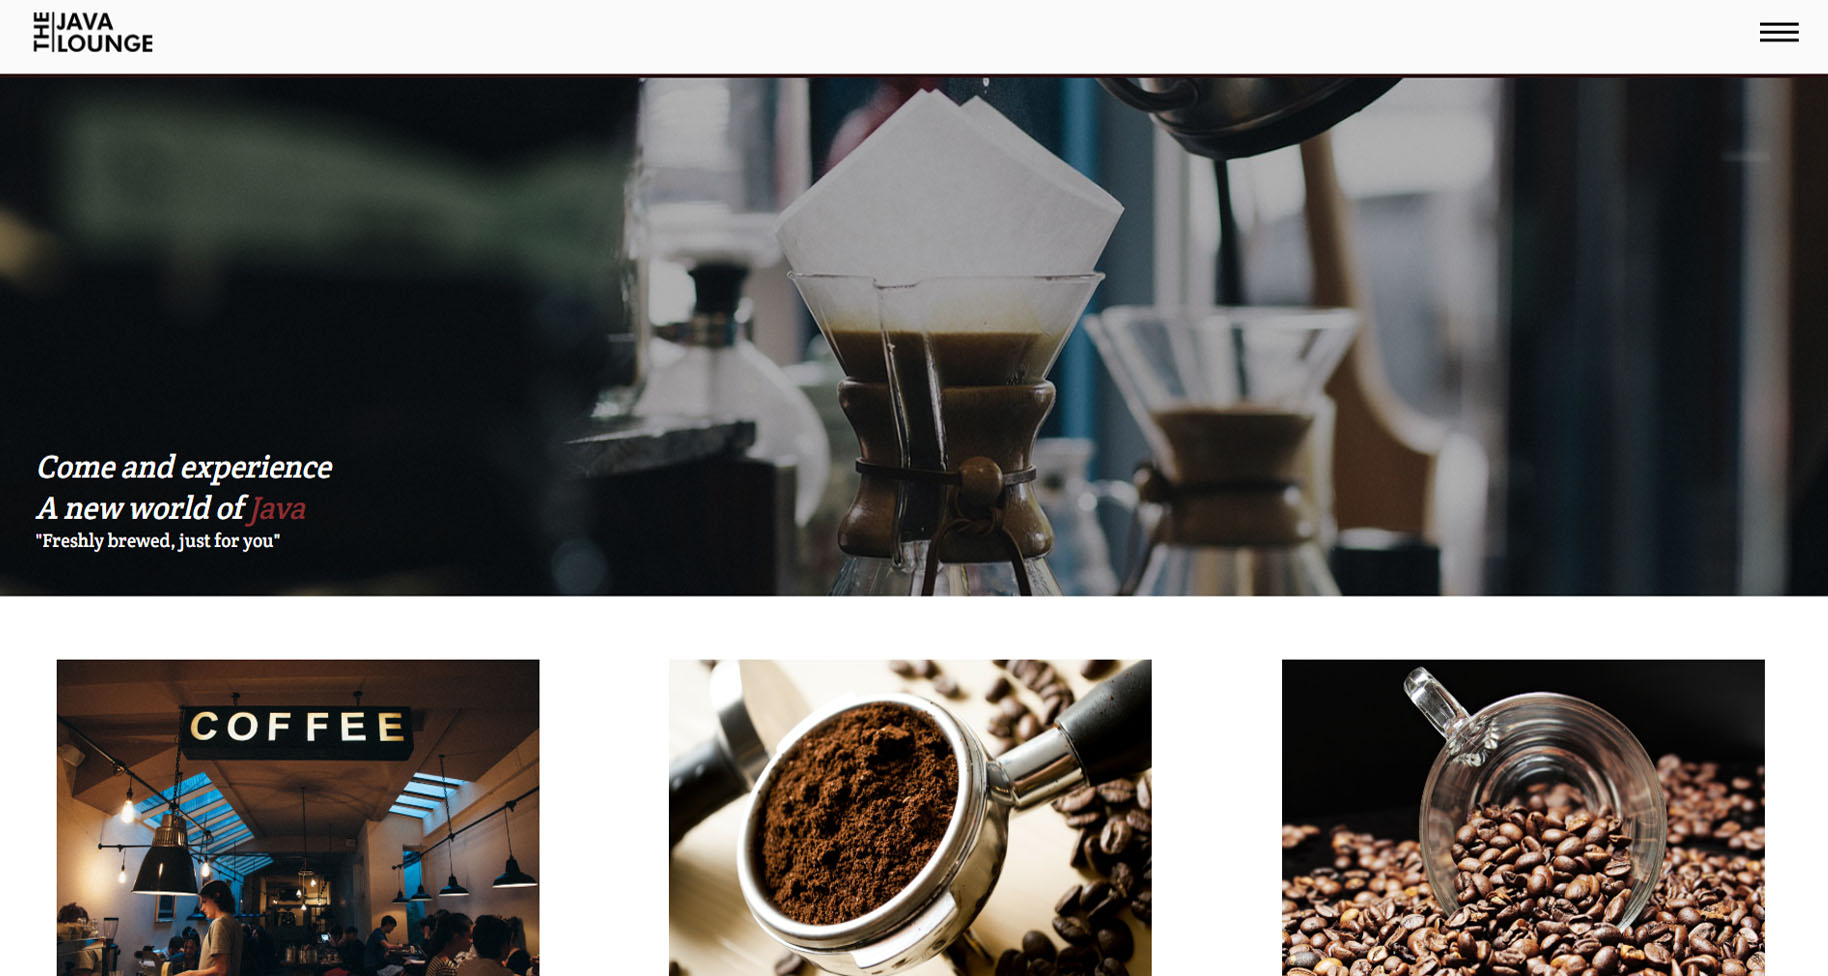 THE JAVA
LOUNGE
Come and experience
A new world of Java
"Freshly brewed, just for you"
COFFEE